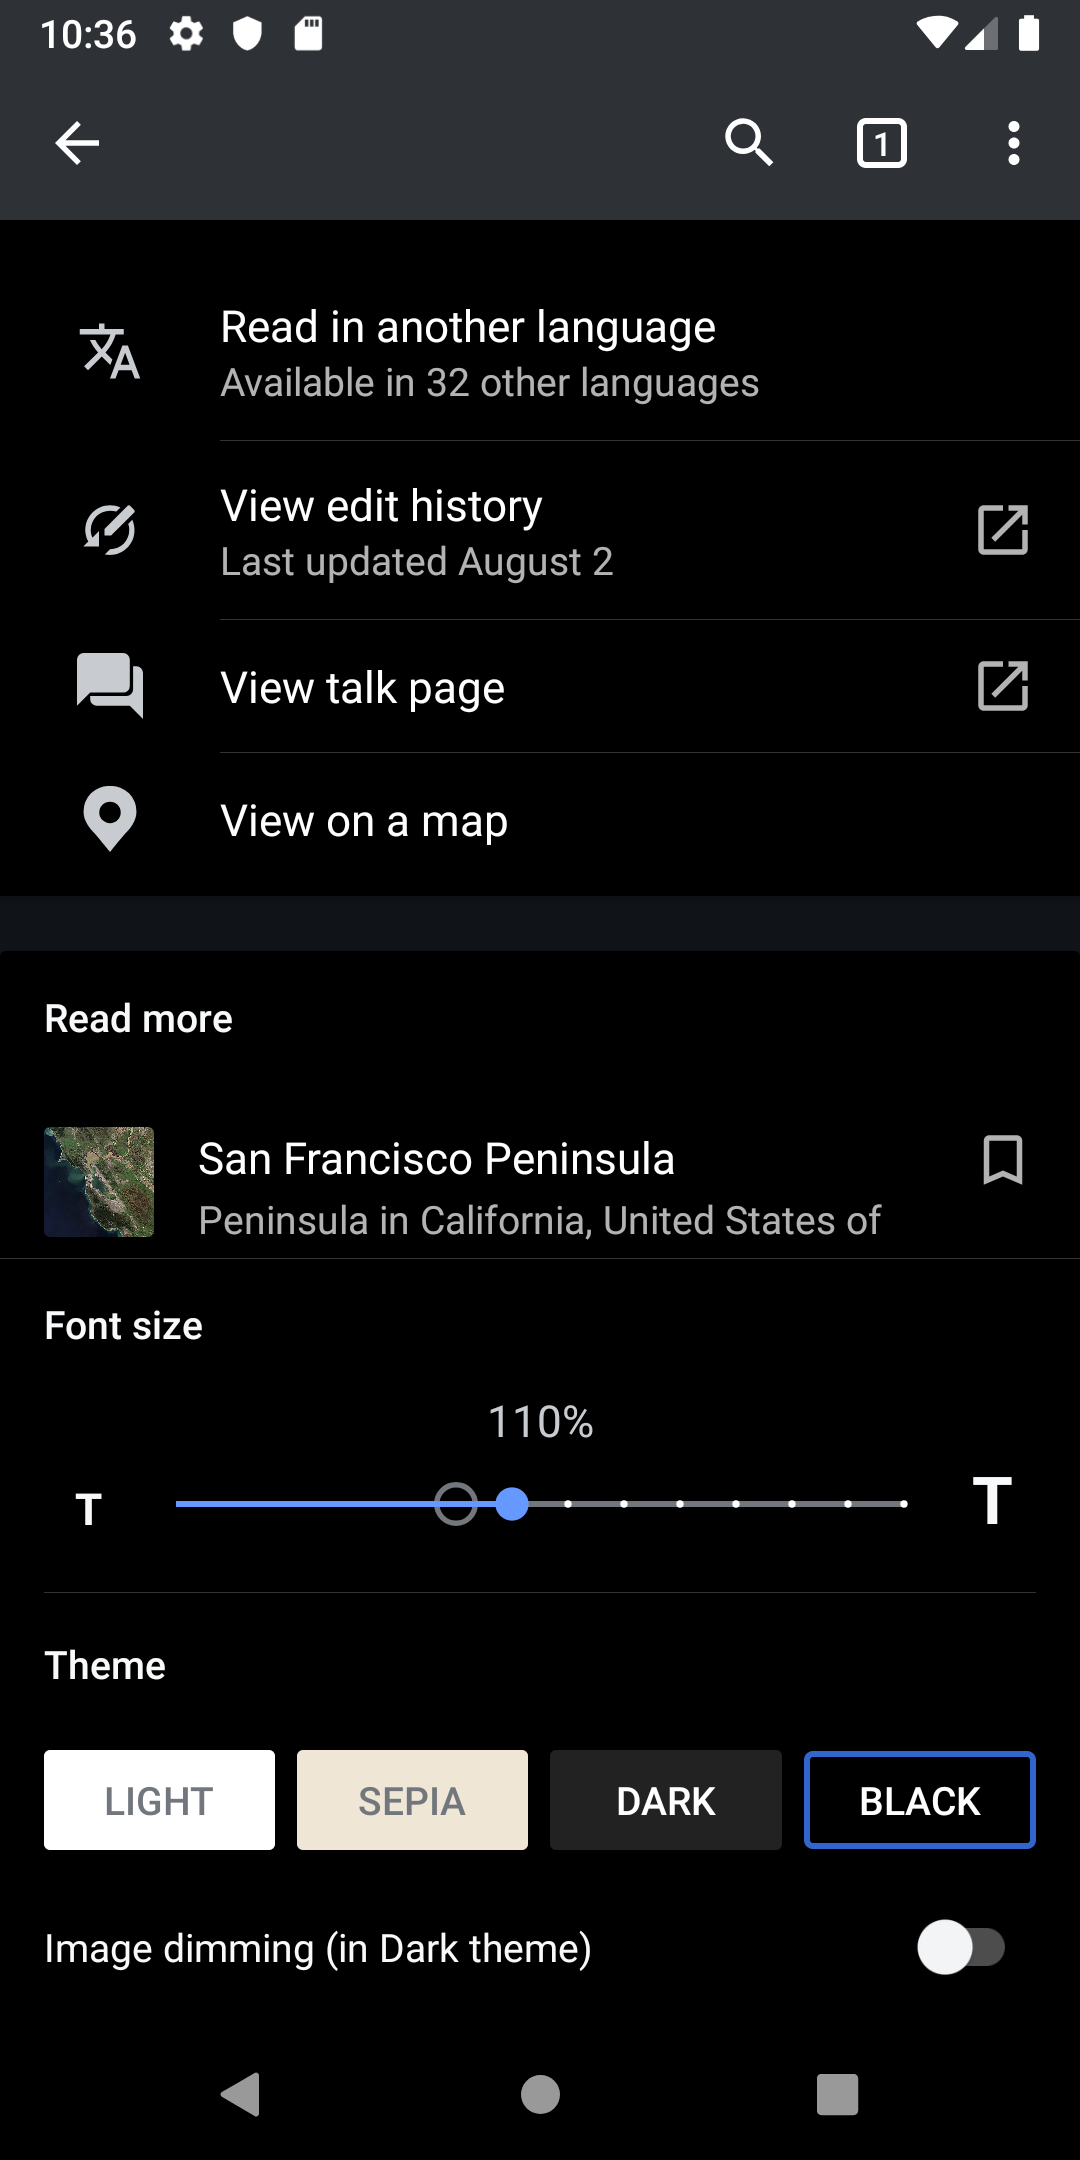 10:36
1
Read in another language
Available in 32 other languages
View edit history
Last updated August 2
View talk page
View on a map
Read more
San Francisco Peninsula
Peninsula in California, United States of
Font size
110%
T
T
Theme
LIGHT
SEPIA
DARK
BLACK
Image dimming (in Dark theme)